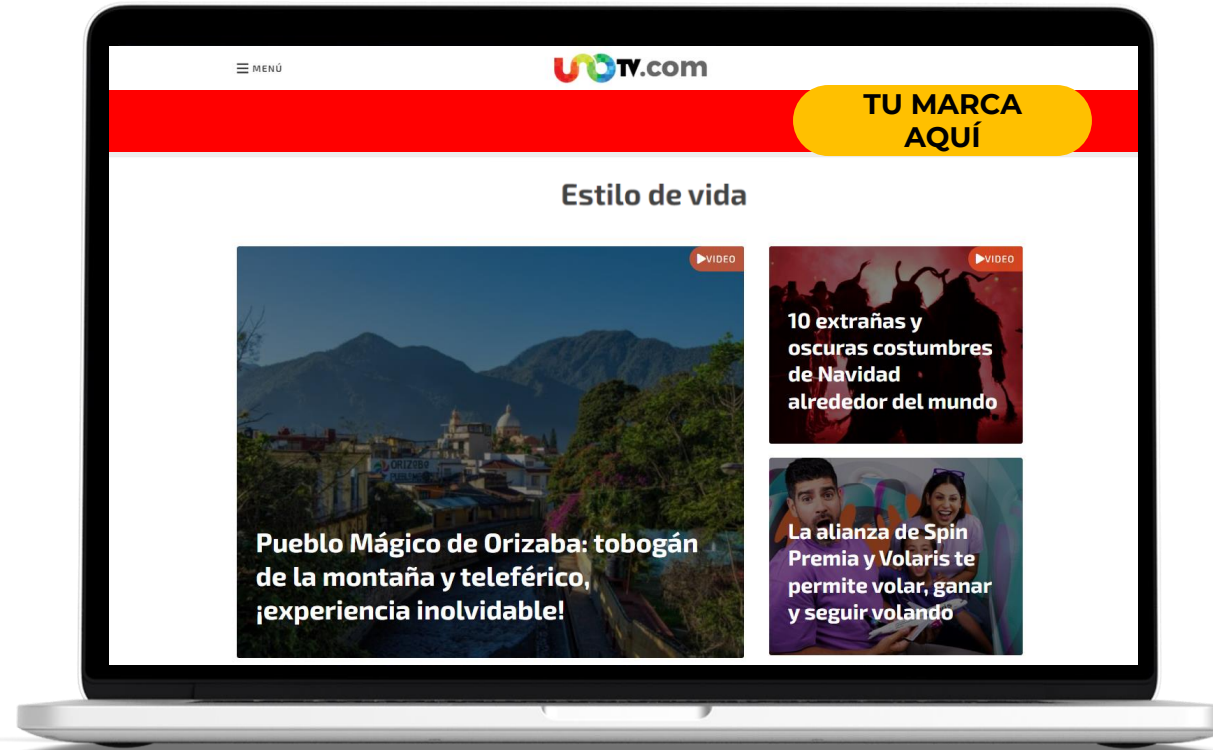 MENÚ
UNOTV.com
TU MARCA
AQUÍ
Estilo de vida
VIDEO
Pueblo Mágico de Orizaba: tobogán
de la montaña y teleférico,
¡experiencia inolvidable!
VIDEO
10 extrañas y
oscuras costumbres
de Navidad
alrededor del mundo
La alianza de Spin
Premia y Volaris te
permite volar, ganar
y seguir volando
ORIZABA